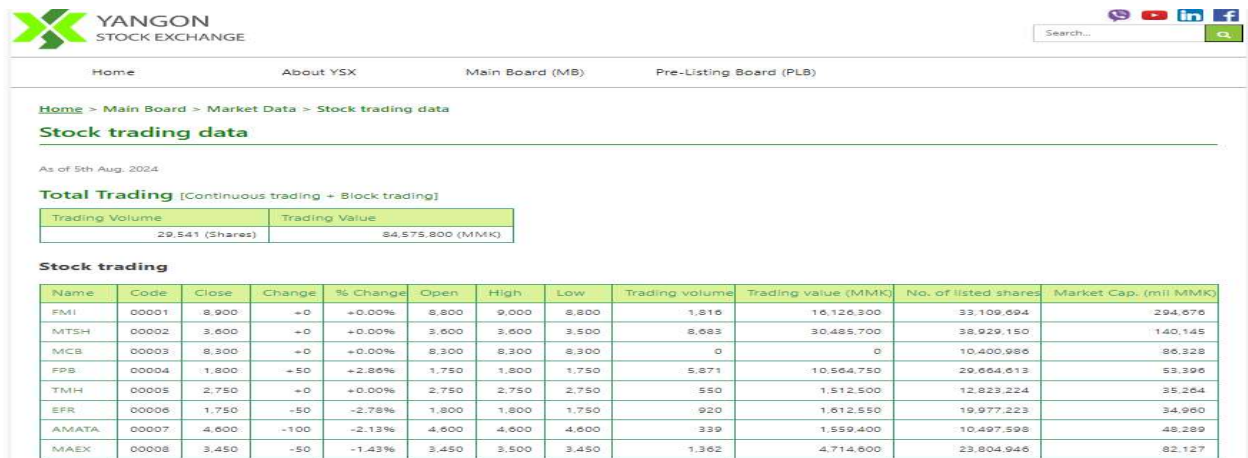 YANGON
STOCK EXCHANGE
in f
Search...
Home About YSX Main Board (MB) Pre-Listing Board (PLB)
Home > Main Board > Market Data > Stock trading data
Stock trading data
As of 5th Aug. 2024
Total Trading [Continuous trading + Block trading]
Trading Volume Trading Value
29,541 (Shares) 84,575,800 (MMK)
Stock trading
Name Code Close Change % Change Open High Low Trading volume Trading value (MMK) No. of listed shares Market Cap. (mil MMK)
FMI 00001 8,900 +0 +0.00% 8,800 9,000 8,800 1,816 16,126,300 33,109,694 294,676
MTSH 00002 3,600 +0 +0.00% 3,600 3,600 3,500 8,683 30,485,700 38,929,150 140,145
MCB 00003 8,300 +0 +0.00% 8,300 8,300 8,300 0 0 10,400,986 86,328
FPB 00004 1,800 +50 +2.86% 1,750 1,800 1,750 5,871 10,564,750 29,664,613 53,396
TMH 00005 2,750 +0 +0.00% 2,750 2,750 2,750 550 1,512,500 12,823,224 35,264
EFR 00006 1,750 -50 -2.78% 1,800 1,800 1,750 920 1,612,550 19,977,223 34,960
AMATA 00007 4,600 -100 -2.13% 4,600 4,600 4,600 339 1,559,400 10,497,598 48,289
MAEX 00008 3,450 -50 -1.43% 3,450 3,500 3,450 1,362 4,714,600 23,804,946 82,127